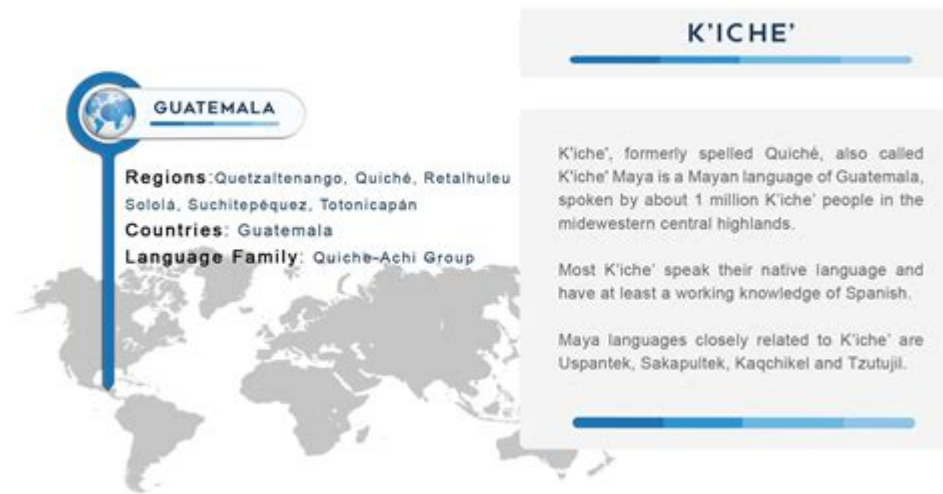 K'ICHE'
GUATEMALA
Regions:Quetzaltenango, Quiché, Retalhuleu
Sololá, Suchitepéquez, Totonicapán
Countries: Guatemala
Language Family: Quiche-Achi Group
K'iche', formerly spelled Quiché, also called
K'iche' Maya is a Mayan language of Guatemala,
spoken by about 1 million K'iche' people in the
midewestern central highlands.
Most K'iche' speak their native language and
have at least a working knowledge of Spanish.
Maya languages closely related to K'iche' are
Uspantek, Sakapultek, Kaqchikel and Tzutujil.